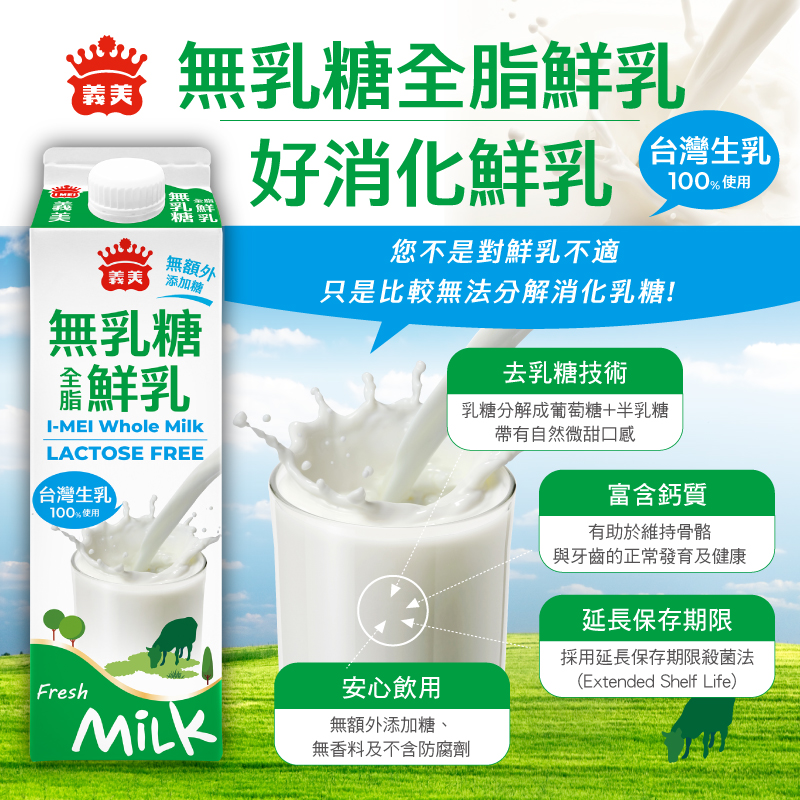 義美
無乳糖全脂鮮乳
好消化鮮乳
台灣生乳
100%使用
您不是對鮮乳不適
只是比較無法分解消化乳糖!
I-MEI
義美
無乳糖
全脂鮮乳
義美
無額外
添加糖
無乳糖
全脂鮮乳
I-MEI Whole Milk
LACTOSE FREE
台灣生乳
100%使用
Fresh
MiLK
去乳糖技術
乳糖分解成葡萄糖+半乳糖
帶有自然微甜口感
富含鈣質
有助於維持骨骼
與牙齒的正常發育及健康
延長保存期限
採用延長保存期限殺菌法
(Extended Shelf Life)
安心飲用
無額外添加糖、
無香料及不含防腐劑